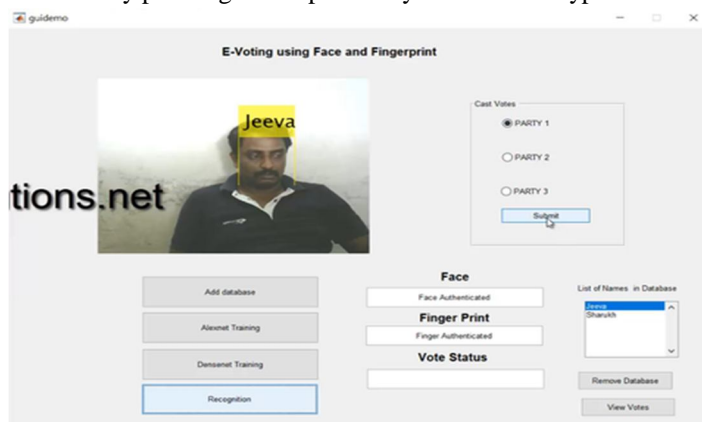 guidemo
E-Voting using Face and Fingerprint
Jeeva
tions.net
Cast Votes
PARTY 1
PARTY 2
PARTY 3
Submit
Add database
Alexnet Training
Densenet Training
Recognition
Face
Face Authenticated
Finger Print
Finger Authenticated
Vote Status
List of Names in Database
Jeeva
Sharukh
Remove Database
View Votes